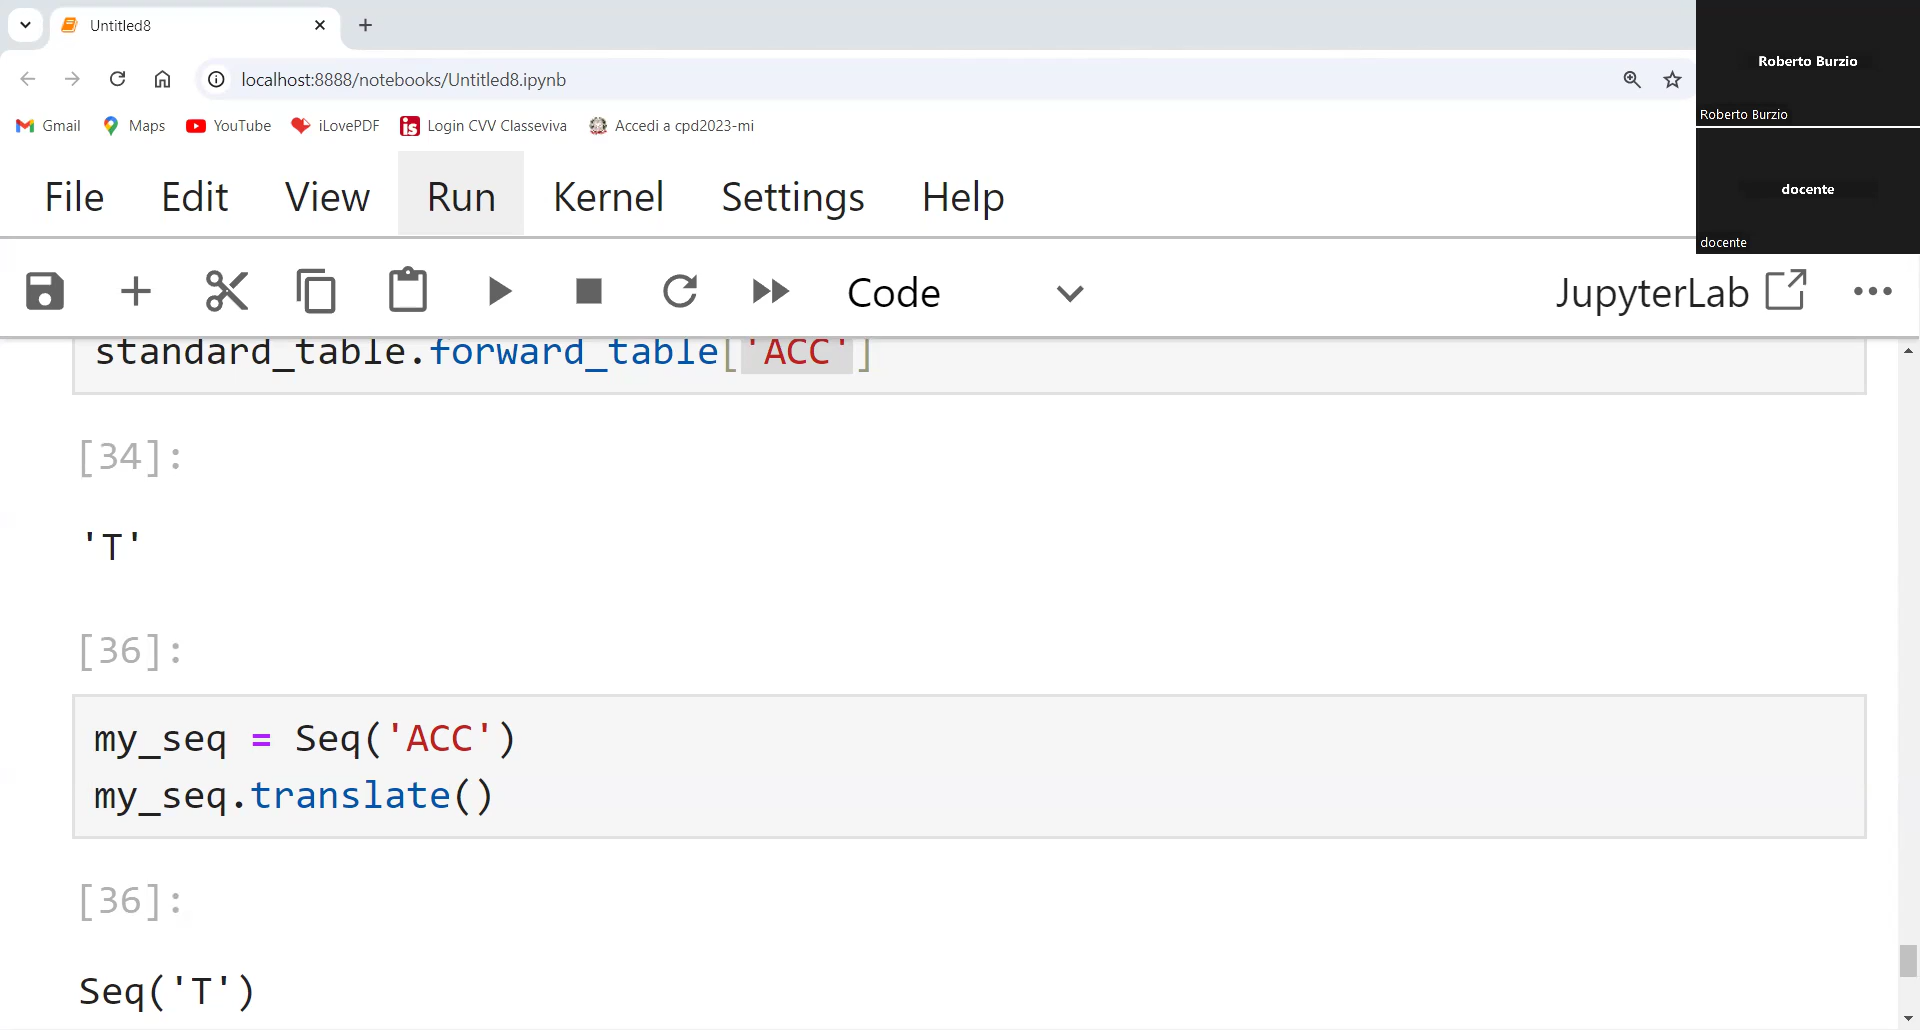 Untitled8
localhost:8888/notebooks/Untitled8.ipynb
Gmail Maps YouTube iLovePDF Login CVV Classeviva Accedi a cpd2023-mi
Roberto Burzio
Roberto Burzio
docente
docente
File Edit View Run Kernel Settings Help
Code JupyterLab
standard_table.forward_table['ACC']
[34]:
'T'
[36]:
my_seq = Seq('ACC')
my_seq.translate()
[36]:
Seq('T')